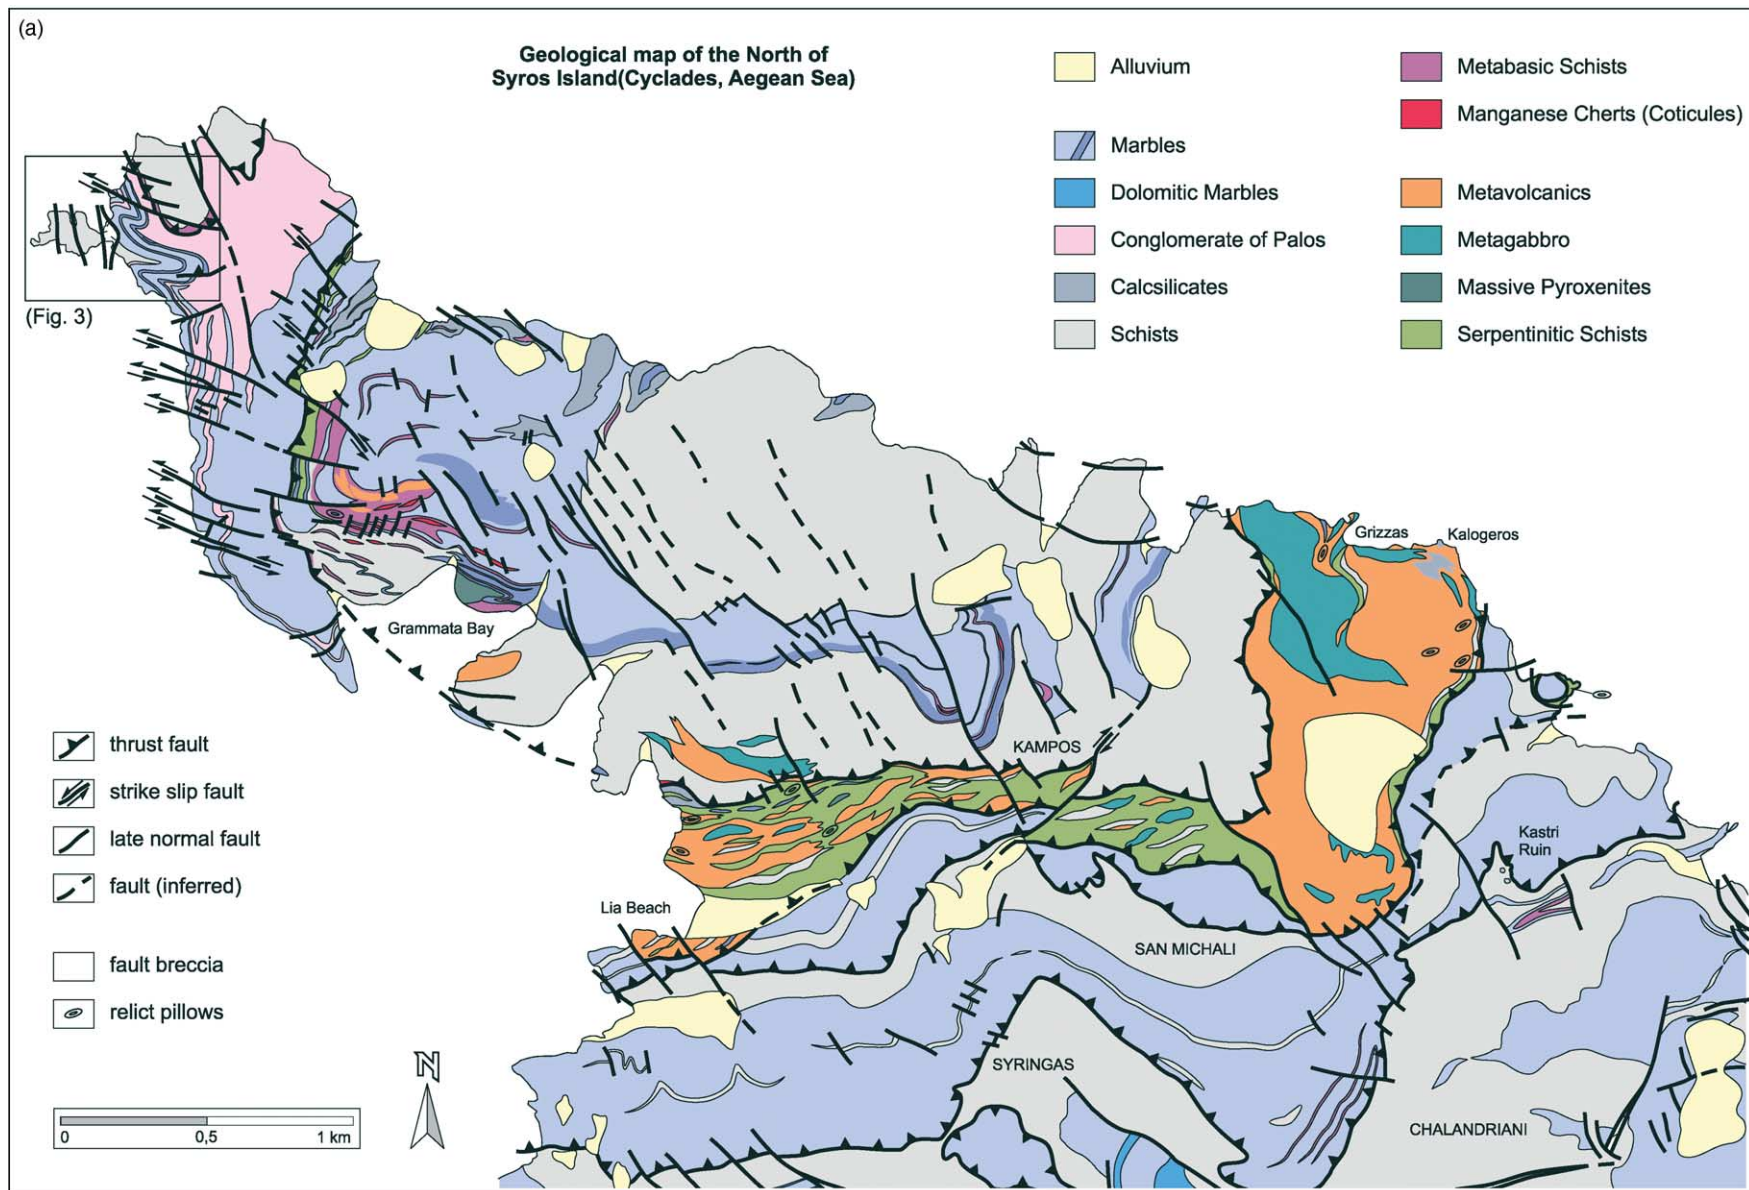 (a)
Geological map of the North of
Syros Island(Cyclades, Aegean Sea)
Alluvium
Marbles
Dolomitic Marbles
Conglomerate of Palos
Calcsilicates
Schists
Metabasic Schists
Manganese Cherts (Coticules)
Metavolcanics
Metagabbro
Massive Pyroxenites
Serpentinitic Schists
(Fig. 3)
Grizzas
Kalogeros
Grammata Bay
KAMPOS
Kastri
Ruin
Lia Beach
SAN MICHALI
SYRINGAS
CHALANDRIANI
thrust fault
strike slip fault
late normal fault
fault (inferred)
fault breccia
relict pillows
N
0 0,5 1 km